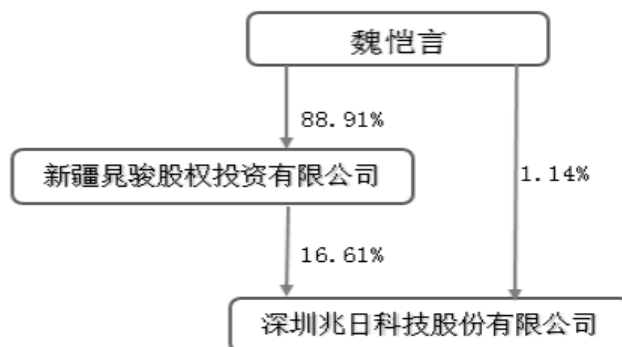 魏恺言
88.91%
新疆晁骏股权投资有限公司
1.14%
16.61%
深圳兆日科技股份有限公司